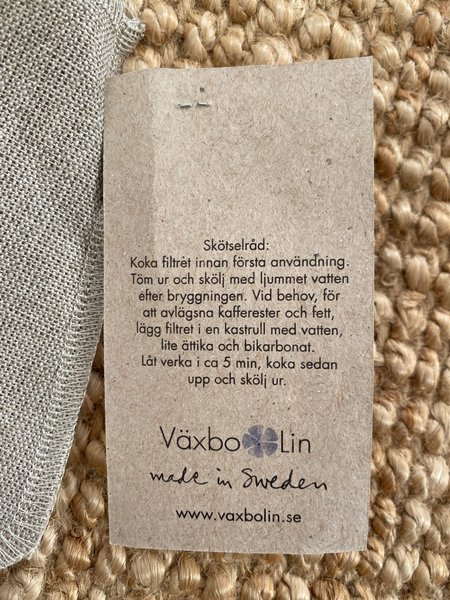 Skötselråd:
Koka filtret innan första användning.
Töm ur och skölj med ljummet vatten
efter bryggningen. Vid behov, för
att avlägsna kafferester och fett,
lägg filtret i en kastrull med vatten,
lite ättika och bikarbonat.
Låt verka i ca 5 min, koka sedan
upp och skölj ur.
Växbo Lin
made in Sweden
www.vaxbolin.se